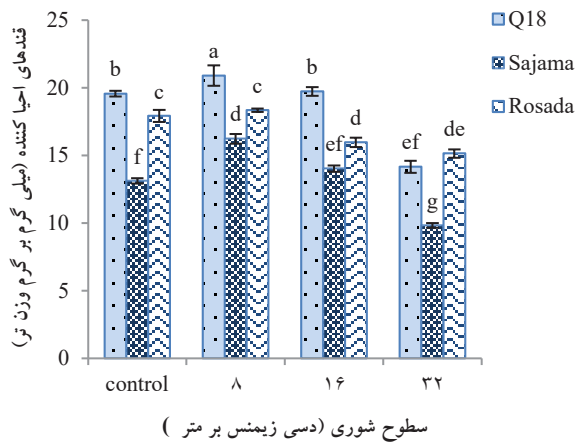 قندهای احیا کننده (میلی گرم بر گرم وزن تر)
25
20
15
10
5
0
b f c
a d c
b ef d
ef g de
control ۸ ۱۶ ۳۲
سطوح شوری (دسی زیمنس بر متر )
Q18
Sajama
Rosada